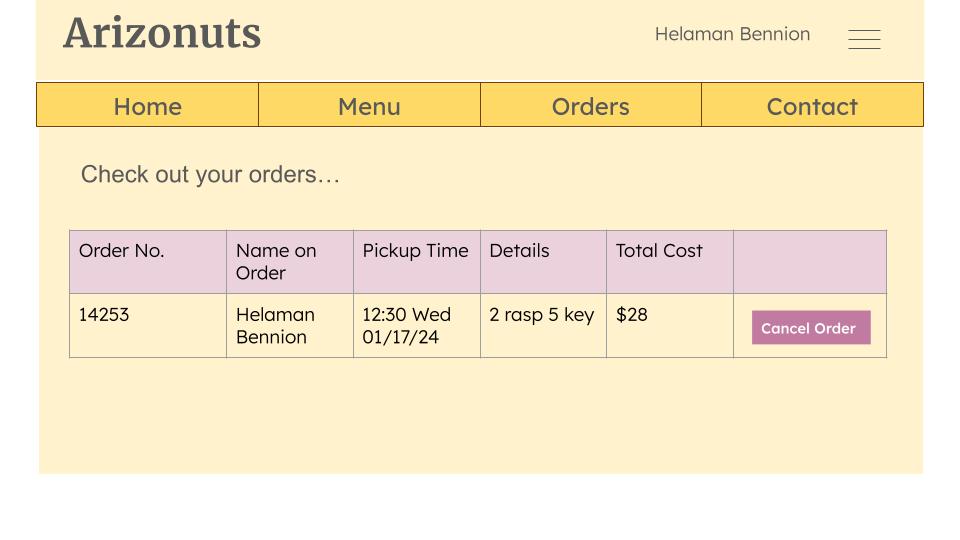 Arizonuts
Helaman Bennion
Home Menu Orders Contact
Check out your orders…
Order No.
Name on
Order
Pickup Time
Details
Total Cost
14253
Helaman
Bennion
12:30 Wed
01/17/24
2 rasp 5 key
$28
Cancel Order